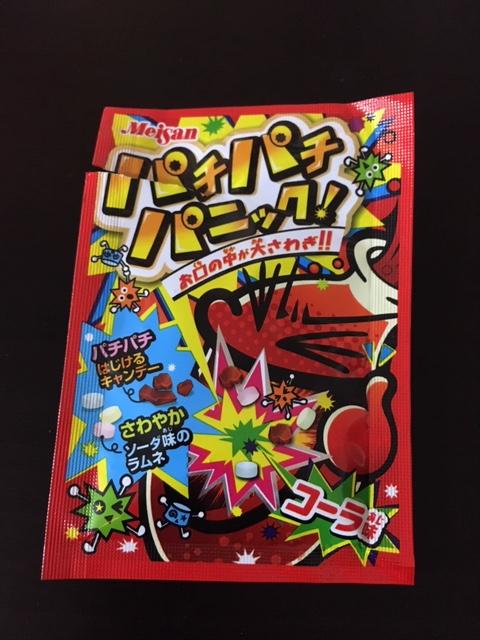 Meisan
パチパチ
パニック!
お口の中が大さわぎ!!
パチパチ
はじける
キャンデー
さわやか
ソーダ味の
ラムネ
コーラ味